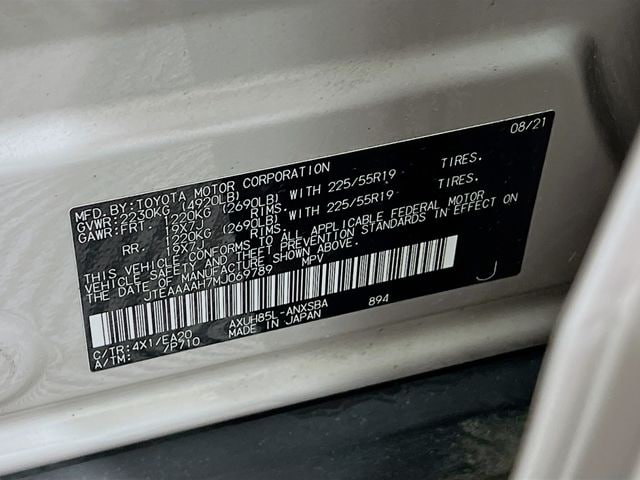 08/21
MFD.BY:TOYOTA MOTOR CORPORATION
GVWR:2230KG (4920LB)
GAWR:FRT. 1220KG (2690LB) WITH 225/55R19 TIRES.
19X7J RIMS.
RR. 1220KG (2690LB) WITH 225/55R19 TIRES.
19X7J RIMS.
THIS VEHICLE CONFORMS TO ALL APPLICABLE FEDERAL MOTOR
VEHICLE SAFETY AND THEFT PREVENTION STANDARDS IN EFFECT ON
THE DATE OF MANUFACTURE SHOWN ABOVE.
JTEAAAAH7MJ069789 MPV
J
AXUH85L-ANXSBA 894
C/TR:4X1/EA20 MADE IN JAPAN
A/TM: 7P710